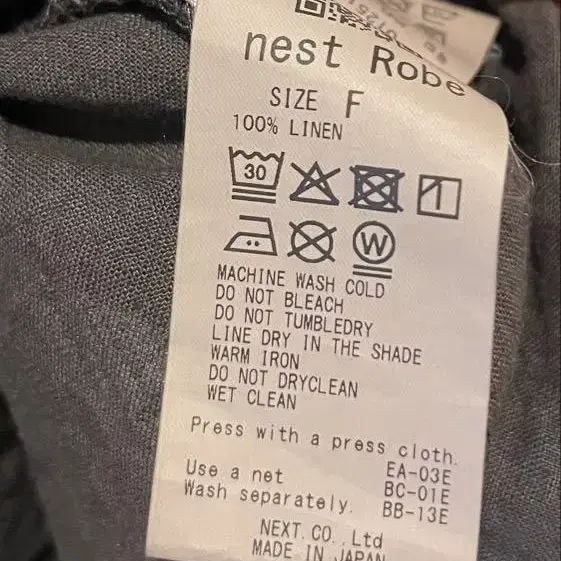 nest Robe
SIZE F
100% LINEN
30
W
MACHINE WASH COLD
DO NOT BLEACH
DO NOT TUMBLEDRY
LINE DRY IN THE SHADE
WARM IRON
DO NOT DRYCLEAN
WET CLEAN
Press with a press cloth.
Use a net EA-03E
Wash separately. BC-01E
BB-13E
NEXT. CO., Ltd
MADE IN JAPAN